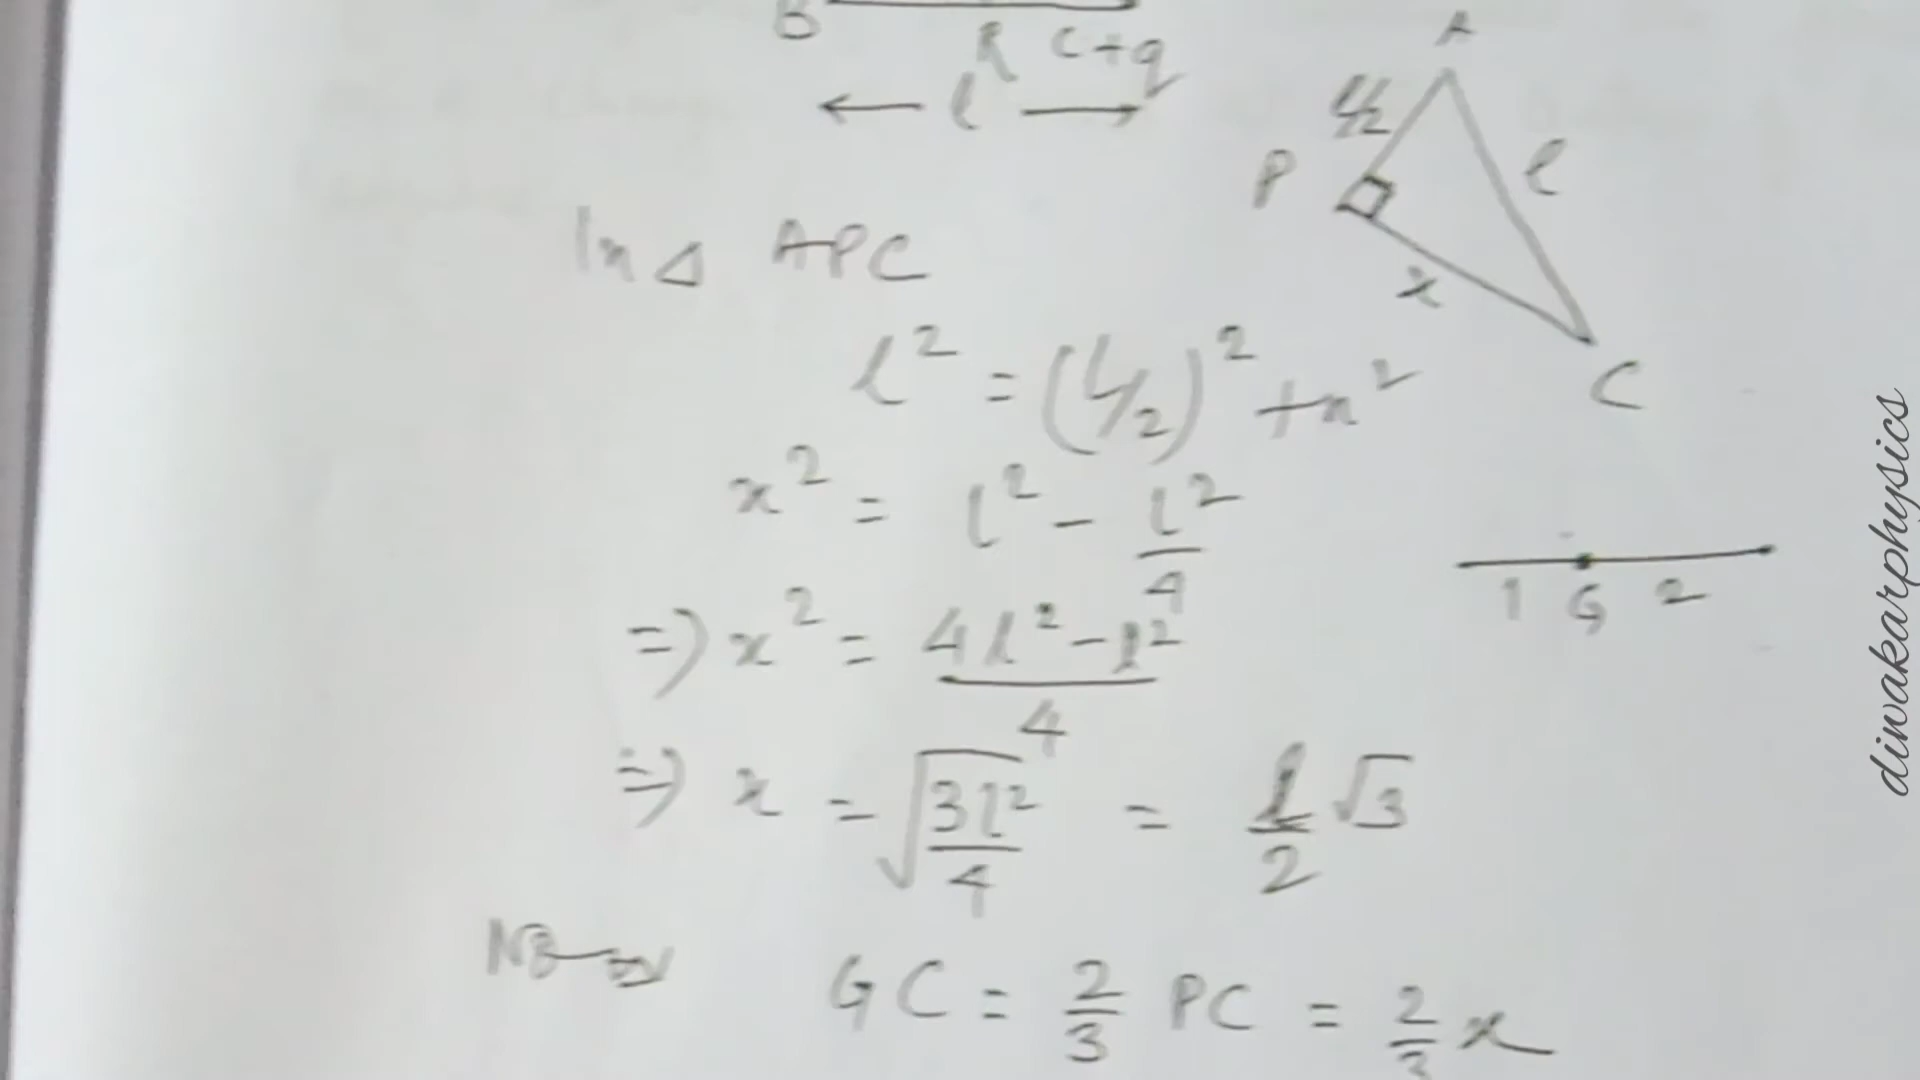 B R C+q
l
A
l/2
P
l
x
C
In △ APC
l² = (l/2)² + x²
x² = l² - l²/4
1 G 2
=> x² = (4l² - l²)/4
=> x = √(3l²/4) = l/2 √3
GC = 2/3 PC = 2/3 x
diwakarphysics